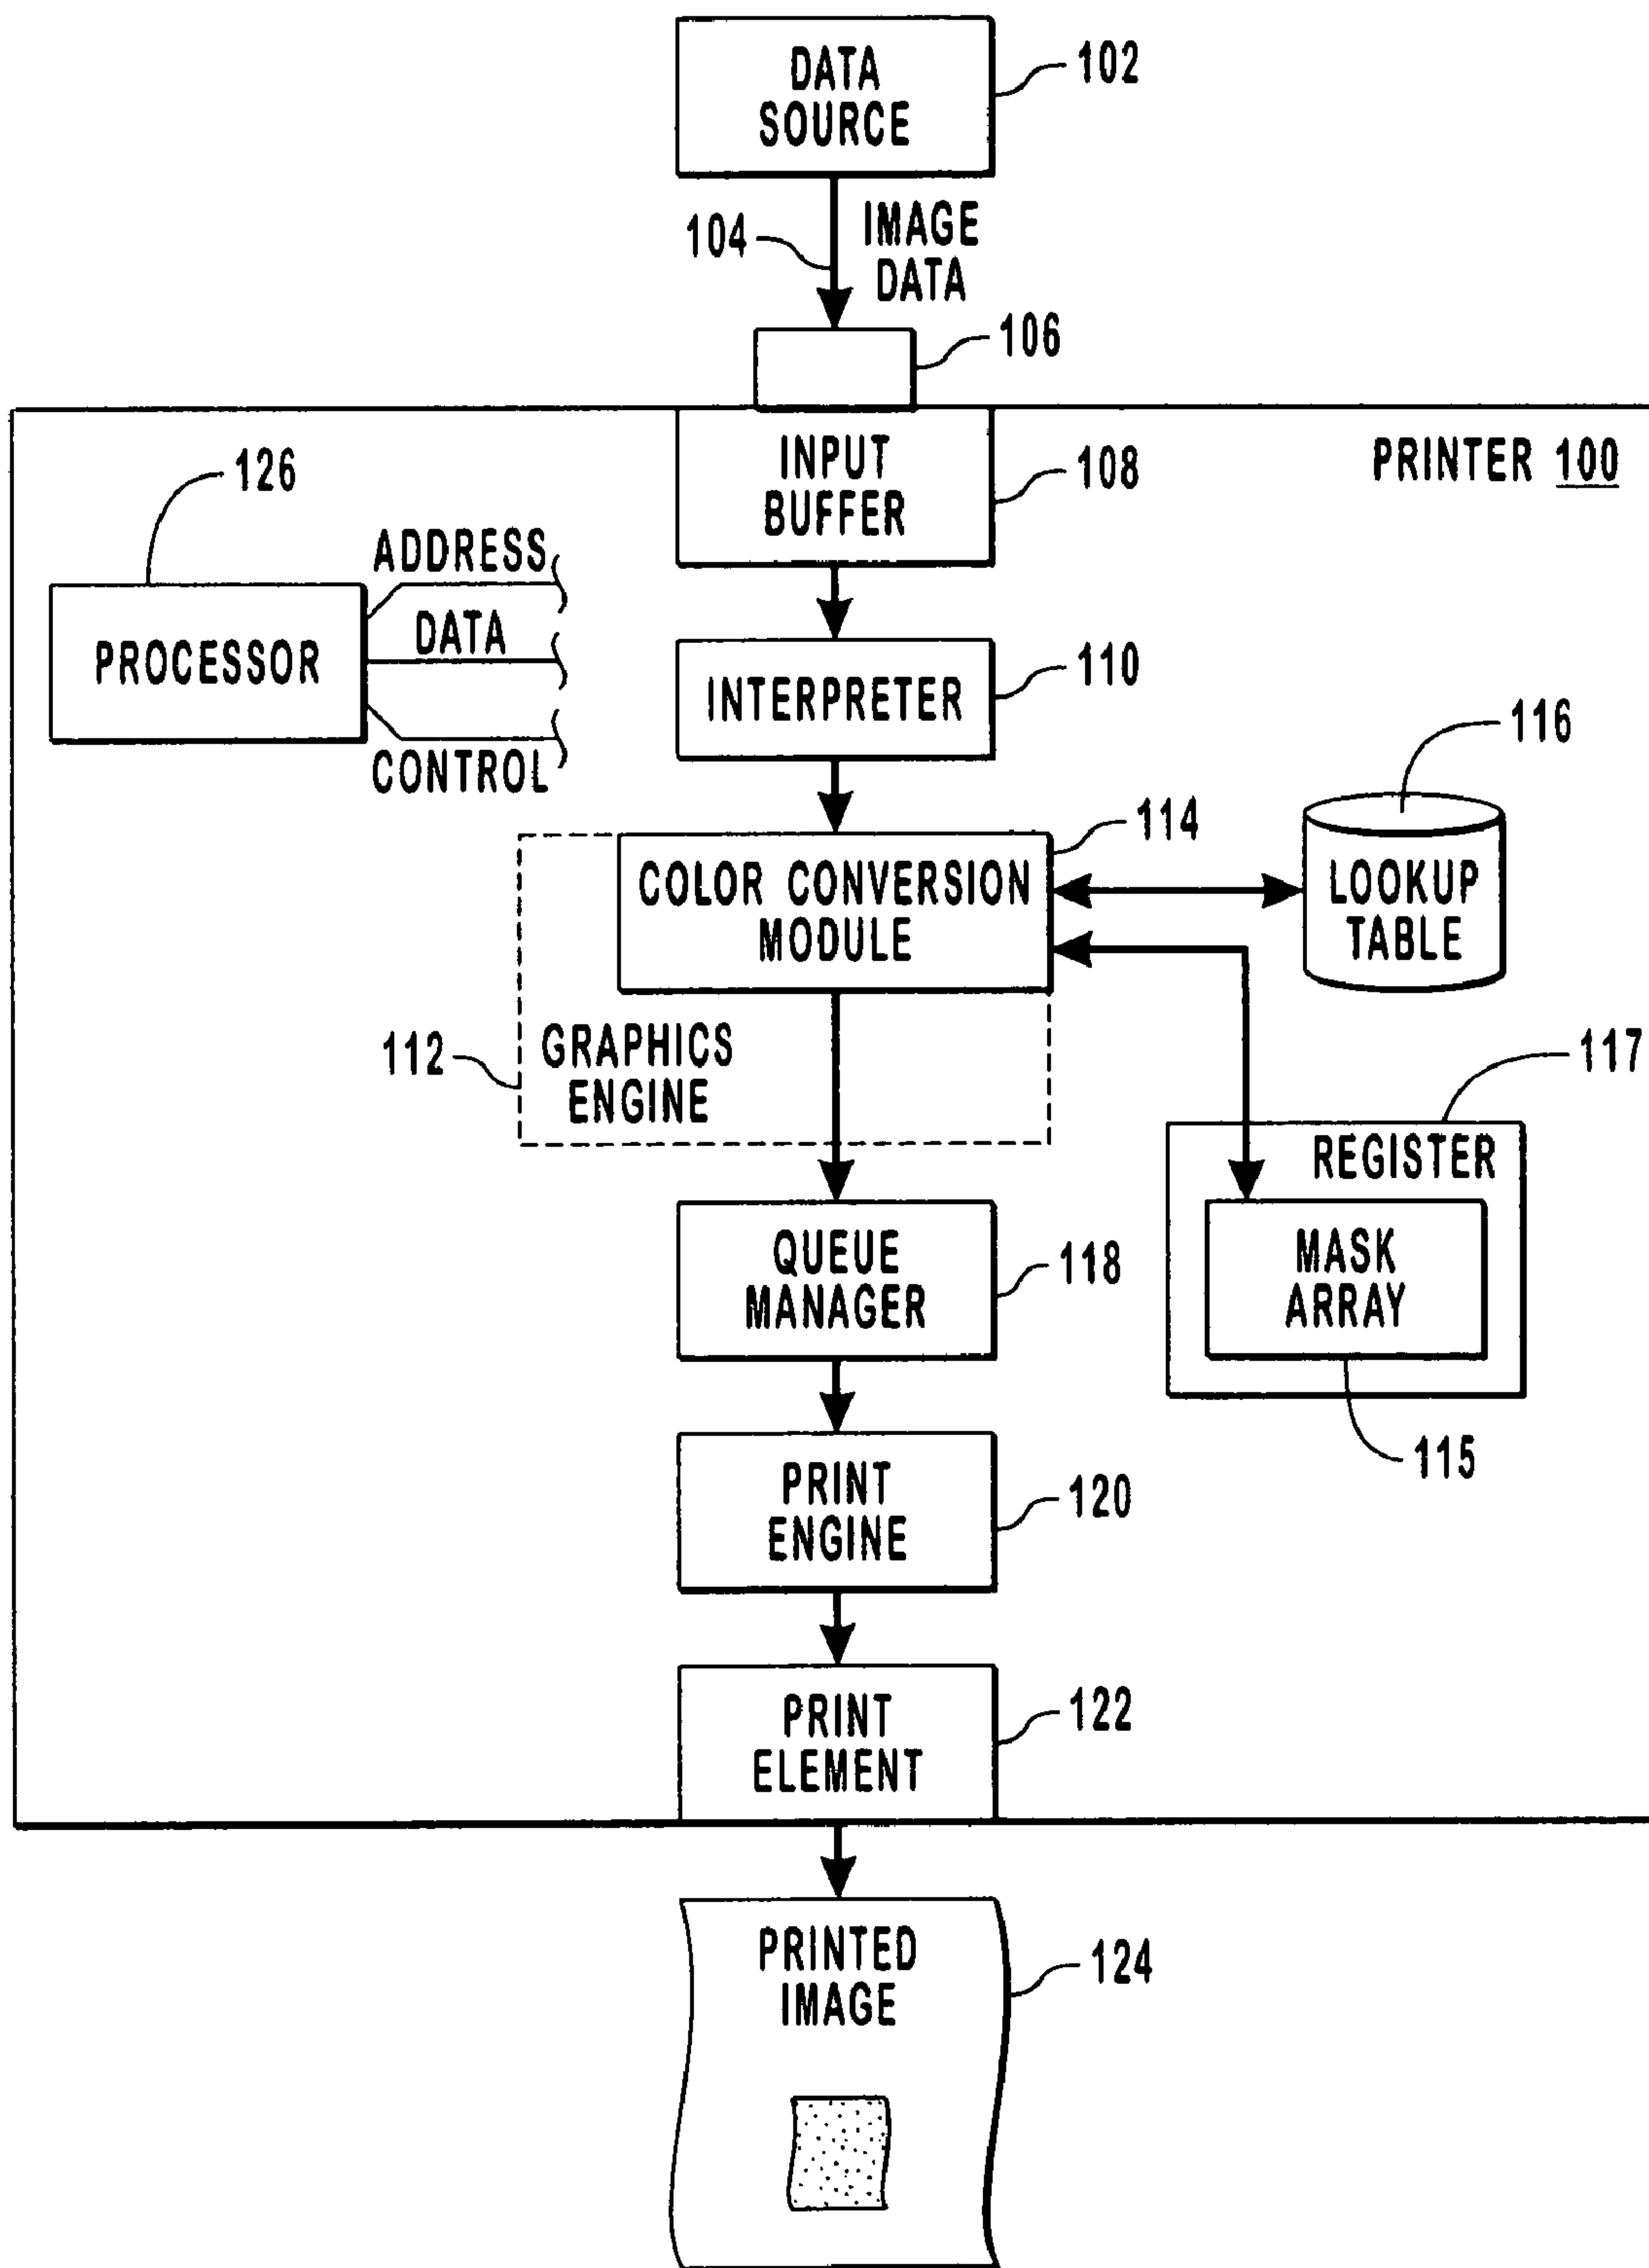 DATA
SOURCE
102
104
IMAGE
DATA
106
INPUT
BUFFER
108
PRINTER 100
126
ADDRESS
DATA
CONTROL
PROCESSOR
INTERPRETER
110
116
LOOKUP
TABLE
114
COLOR CONVERSION
MODULE
112
GRAPHICS
ENGINE
117
REGISTER
MASK
ARRAY
115
QUEUE
MANAGER
118
PRINT
ENGINE
120
PRINT
ELEMENT
122
PRINTED
IMAGE
124